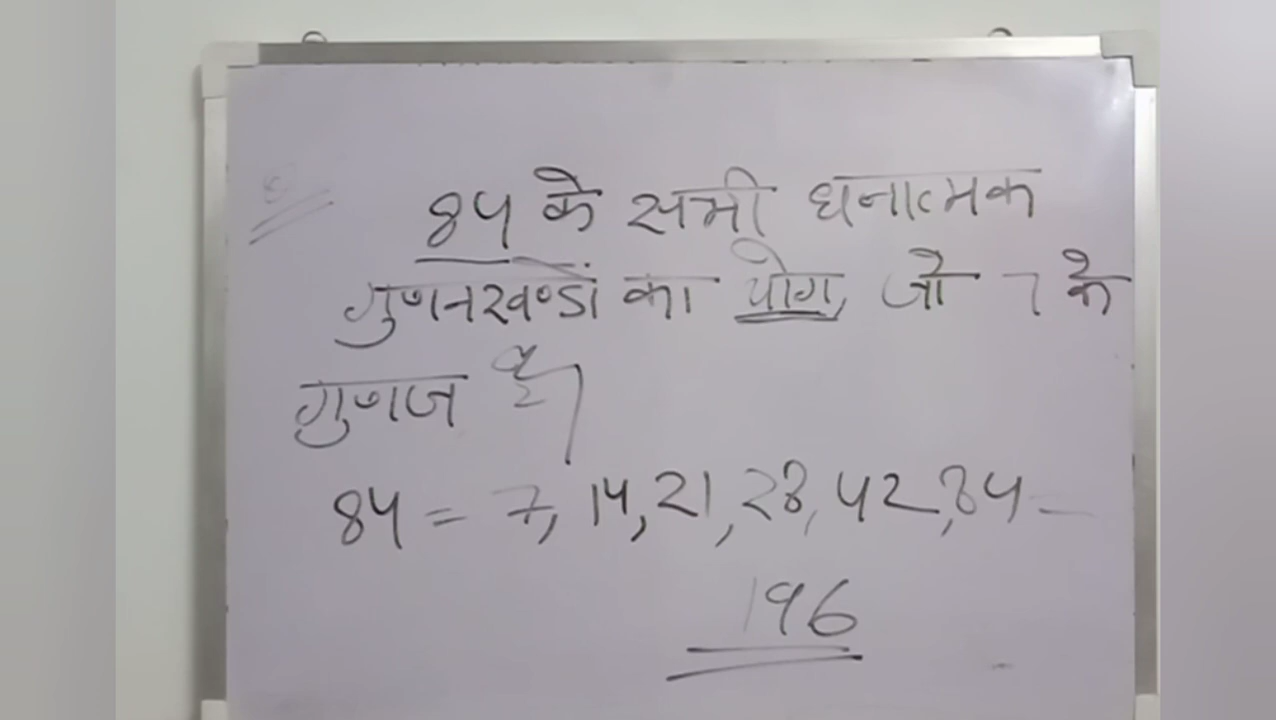 84 के सभी धनात्मक
गुणनखण्डों का योग, जो 7 के
गुणज है।
84 = 7, 14, 21, 28, 42, 84
196